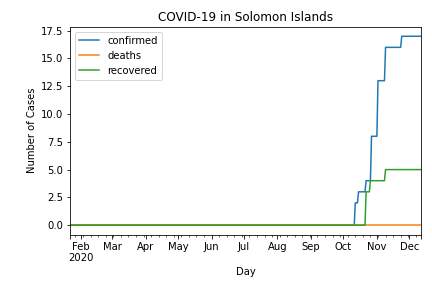 COVID-19 in Solomon Islands
17.5
15.0
12.5
10.0
7.5
5.0
2.5
0.0
Number of Cases
confirmed
deaths
recovered
Feb Mar Apr May Jun Jul Aug Sep Oct Nov Dec
2020
Day